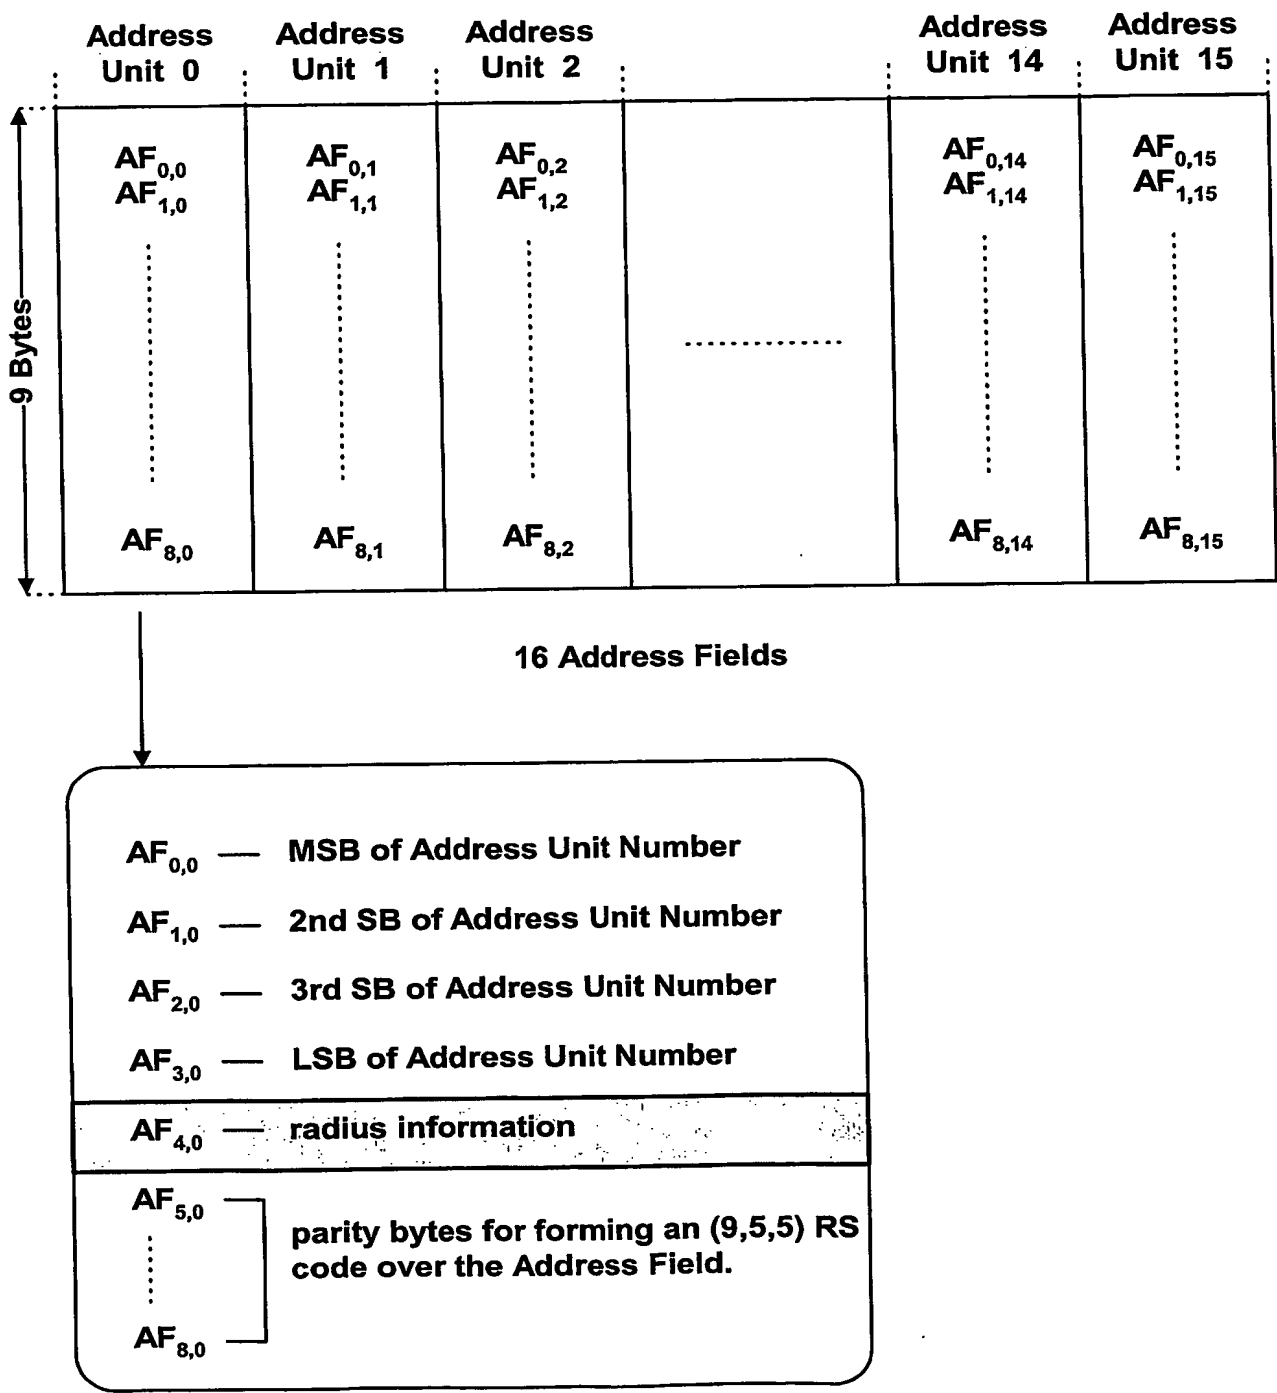 Address Unit 0 Address Unit 1 Address Unit 2 Address Unit 14 Address Unit 15
9 Bytes
AF0,0 AF0,1 AF0,2 AF0,14 AF0,15
AF1,0 AF1,1 AF1,2 AF1,14 AF1,15
AF8,0 AF8,1 AF8,2 AF8,14 AF8,15
16 Address Fields
AF0,0 — MSB of Address Unit Number
AF1,0 — 2nd SB of Address Unit Number
AF2,0 — 3rd SB of Address Unit Number
AF3,0 — LSB of Address Unit Number
AF4,0 — radius information
AF5,0
parity bytes for forming an (9,5,5) RS
code over the Address Field.
AF8,0